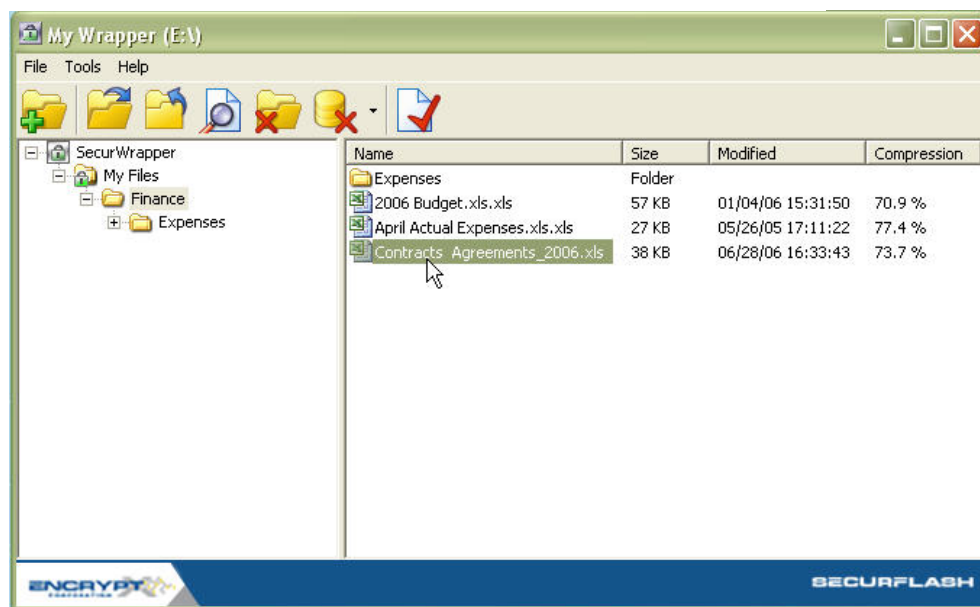 My Wrapper (E:\)
File Tools Help
SecurWrapper
My Files
Finance
Expenses
Name Size Modified Compression
Expenses Folder
2006 Budget.xls.xls 57 KB 01/04/06 15:31:50 70.9 %
April Actual Expenses.xls.xls 27 KB 05/26/05 17:11:22 77.4 %
Contracts Agreements_2006.xls 38 KB 06/28/06 16:33:43 73.7 %
ENCRYPTX
CORPORATION
SECURFLASH